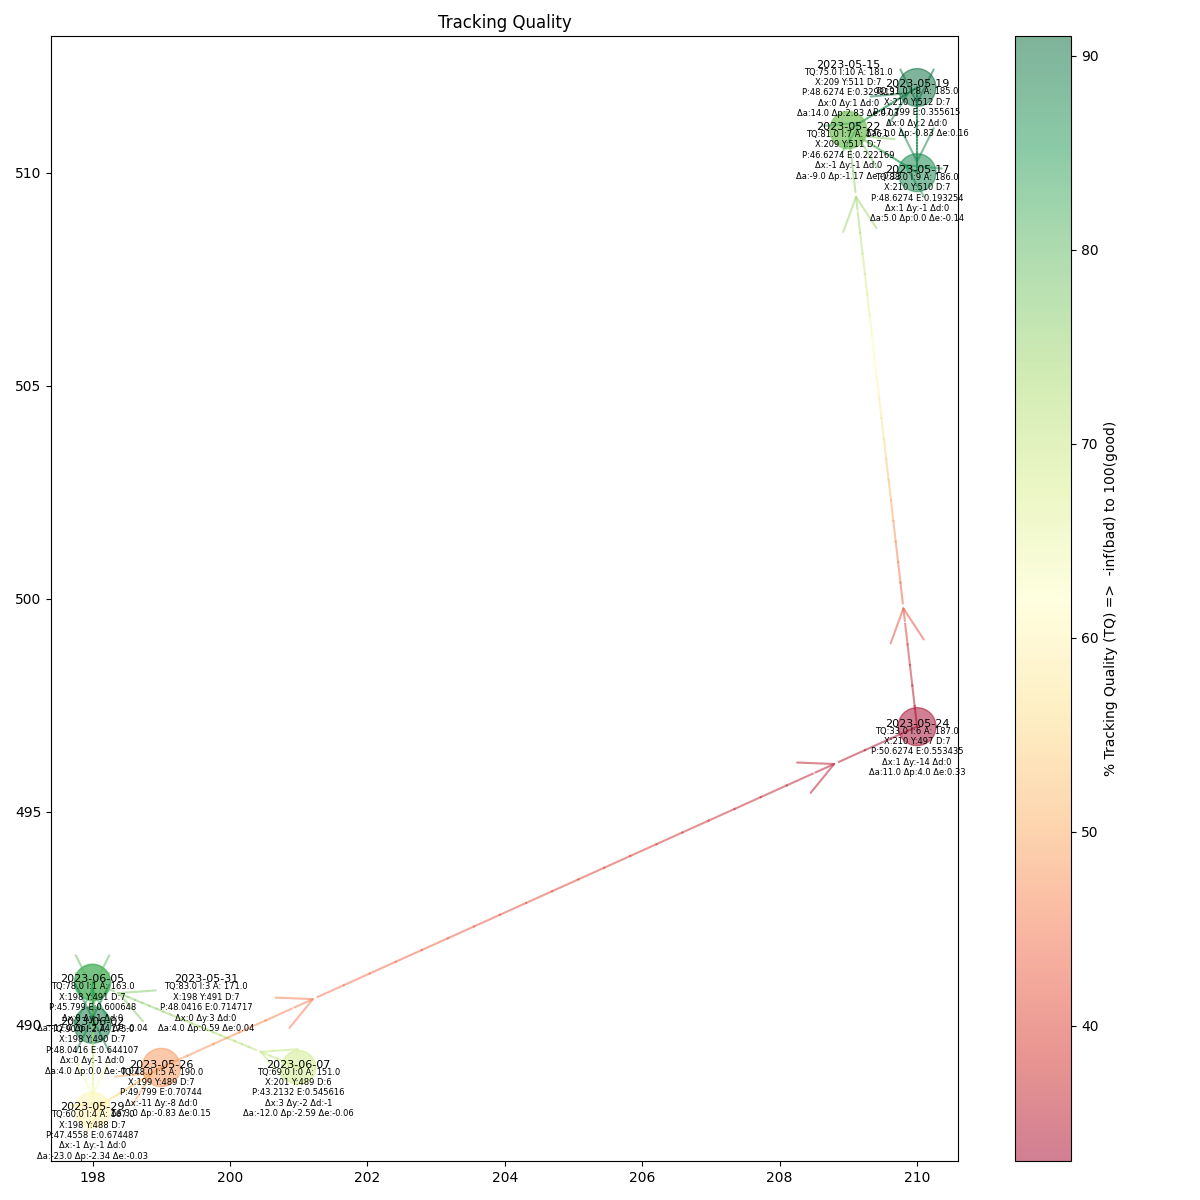 Tracking Quality
2023-05-15
TQ:75.0 I:10 A: 181.0
X:209 Y:511 D:7
Δx:0 Δy:1 Δd:0
2023-05-19
X:210 Y:512 D:7
Δx:0 Δy:2 Δd:0
2023-05-22
X:209 Y:511 D:7
P:46.6274 E:0.222169
Δx:-1 Δy:-1 Δd:0
2023-05-17
X:210 Y:510 D:7
P:48.6274 E:0.193254
Δx:1 Δy:-1 Δd:0
Δa:5.0 Δp:0.0 Δe:-0.14
2023-05-24
TQ:33.0 I:6 A: 187.0
X:210 Y:497 D:7
P:50.6274 E:0.553435
Δx:1 Δy:-14 Δd:0
Δa:11.0 Δp:4.0 Δe:0.33
2023-06-05
TQ:78.0 I:1 A: 163.0
X:198 Y:491 D:7
P:45.799 E:0.600648
2023-05-31
TQ:83.0 I:3 A: 171.0
X:198 Y:491 D:7
P:48.0416 E:0.714717
Δx:0 Δy:3 Δd:0
Δa:4.0 Δp:0.59 Δe:0.04
2023-06-02
X:198 Y:490 D:7
P:48.0416 E:0.644107
Δx:0 Δy:-1 Δd:0
2023-05-26
TQ:48.0 I:5 A: 190.0
X:199 Y:489 D:7
P:49.799 E:0.70744
Δx:-11 Δy:-8 Δd:0
2023-06-07
TQ:69.0 I:0 A: 151.0
X:201 Y:489 D:6
P:43.2132 E:0.545616
Δx:3 Δy:-2 Δd:-1
Δa:-12.0 Δp:-2.59 Δe:-0.06
2023-05-29
X:198 Y:488 D:7
P:47.4558 E:0.674487
Δx:-1 Δy:-1 Δd:0
Δa:-23.0 Δp:-2.34 Δe:-0.03
510
505
500
495
490
198
200
202
204
206
208
210
90
80
70
60
50
40
% Tracking Quality (TQ) => -inf(bad) to 100(good)